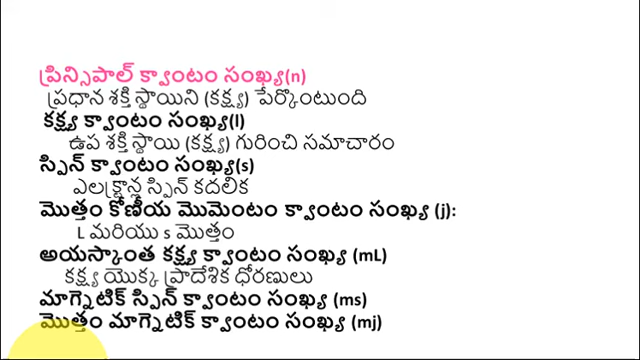 ప్రిన్సిపాల్ క్వాంటం సంఖ్య(n)
ప్రధాన శక్తి స్థాయిని (కక్ష్య) పేర్కొంటుంది
కక్ష్య క్వాంటం సంఖ్య(l)
ఉప శక్తి స్థాయి (కక్ష్య) గురించి సమాచారం
స్పిన్ క్వాంటం సంఖ్య(s)
ఎలక్ట్రాన్ల స్పిన్ కదలిక
మొత్తం కోణీయ మొమెంటం క్వాంటం సంఖ్య (j):
L మరియు s మొత్తం
అయస్కాంత కక్ష్య క్వాంటం సంఖ్య (mL)
కక్ష్య యొక్క ప్రాదేశిక ధోరణులు
మాగ్నెటిక్ స్పిన్ క్వాంటం సంఖ్య (ms)
మొత్తం మాగ్నెటిక్ క్వాంటం సంఖ్య (mj)